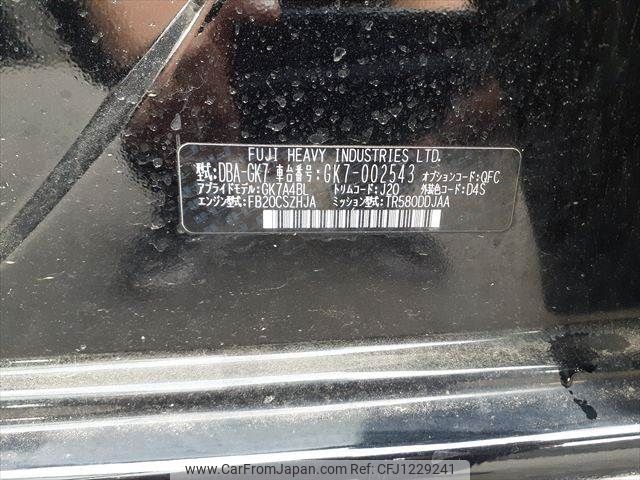 FUJI HEAVY INDUSTRIES LTD.
型式:DBA-GK7 車台番号:GK7-002543 オプションコード:QFC
アプライドモデル:GK7A4BL トリムコード:J20 外装色コード:D4S
エンジン型式:FB20CSZHJA ミッション型式:TR580DDJAA
www.CarFromJapan.com - Car Ref ID: CFJ1229241